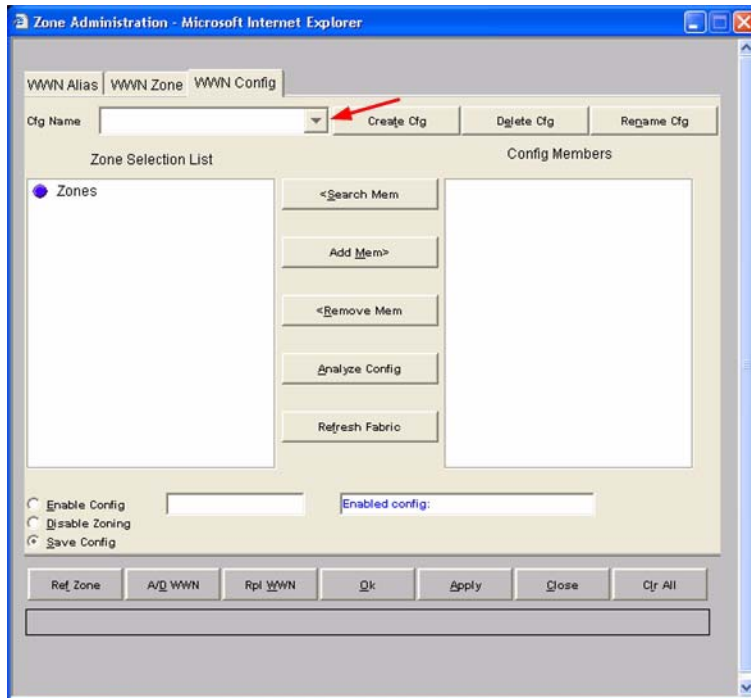 Zone Administration - Microsoft Internet Explorer
WWN Alias
WWN Zone
WWN Config
Cfg Name
Create Cfg
Delete Cfg
Rename Cfg
Zone Selection List
Config Members
Zones
<Search Mem
Add Mem>
<Remove Mem
Analyze Config
Refresh Fabric
Enable Config
Enabled config:
Disable Zoning
Save Config
Ref Zone
A/D WWN
Rpl WWN
Ok
Apply
Close
Clr All